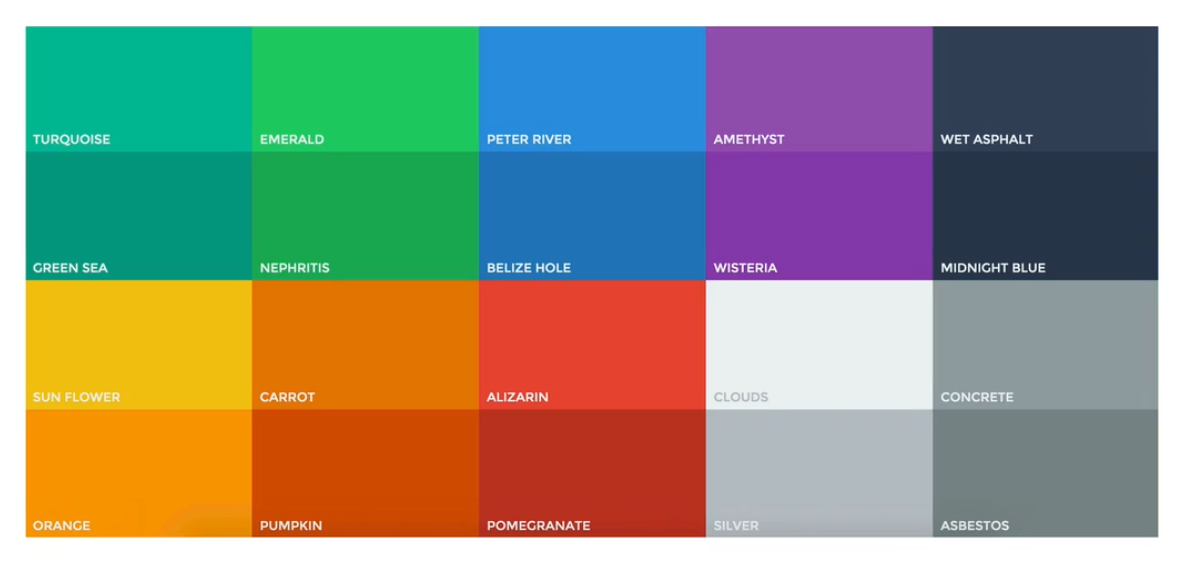 TURQUOISE
EMERALD
PETER RIVER
AMETHYST
WET ASPHALT
GREEN SEA
NEPHRITIS
BELIZE HOLE
WISTERIA
MIDNIGHT BLUE
SUN FLOWER
CARROT
ALIZARIN
CLOUDS
CONCRETE
ORANGE
PUMPKIN
POMEGRANATE
SILVER
ASBESTOS